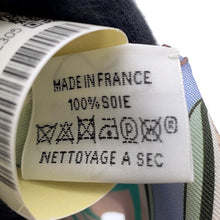 MADE IN FRANCE
100% SOIE
P
NETTOYAGE A SEC